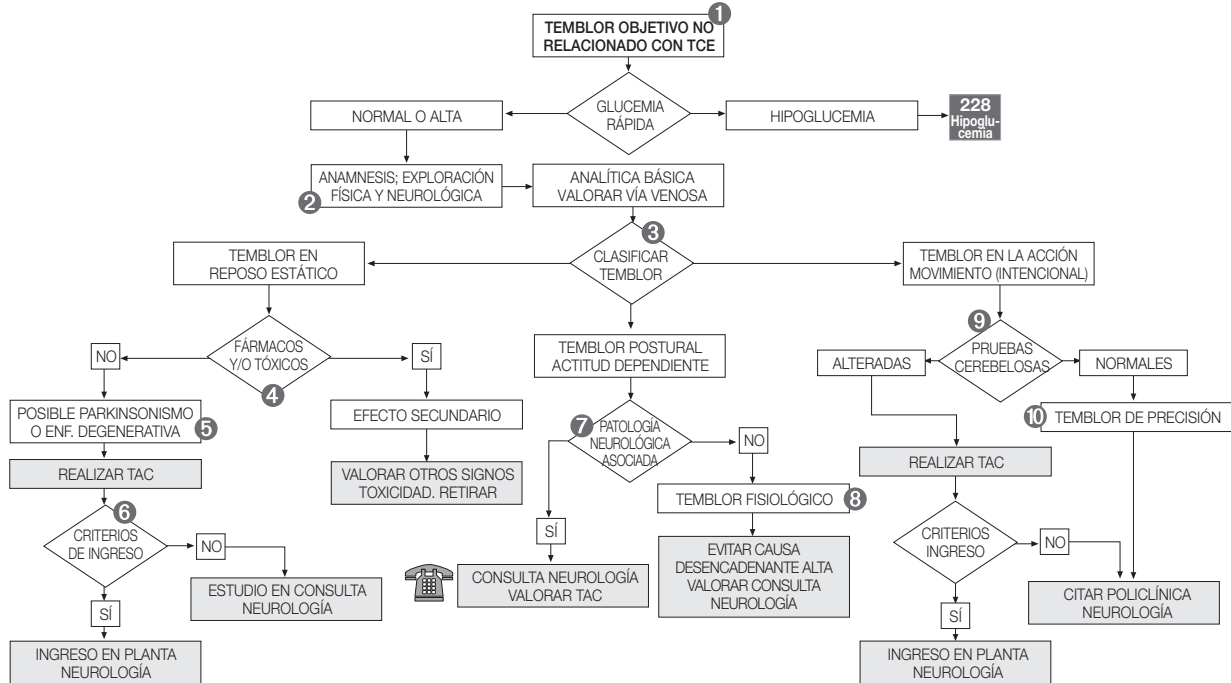 1
TEMBLOR OBJETIVO NO
RELACIONADO CON TCE
GLUCEMIA
RÁPIDA
NORMAL O ALTA
HIPOGLUCEMIA
228
Hipoglu-
cemia
ANAMNESIS; EXPLORACIÓN
FÍSICA Y NEUROLÓGICA
2
ANALÍTICA BÁSICA
VALORAR VÍA VENOSA
3
CLASIFICAR
TEMBLOR
TEMBLOR EN
REPOSO ESTÁTICO
TEMBLOR EN LA ACCIÓN
MOVIMIENTO (INTENCIONAL)
FÁRMACOS
Y/O TÓXICOS
4
NO
SÍ
POSIBLE PARKINSONISMO
O ENF. DEGENERATIVA
5
EFECTO SECUNDARIO
REALIZAR TAC
VALORAR OTROS SIGNOS
TOXICIDAD. RETIRAR
6
CRITERIOS
DE INGRESO
NO
ESTUDIO EN CONSULTA
NEUROLOGÍA
SÍ
INGRESO EN PLANTA
NEUROLOGÍA
TEMBLOR POSTURAL
ACTITUD DEPENDIENTE
7
PATOLOGÍA
NEUROLÓGICA
ASOCIADA
NO
TEMBLOR FISIOLÓGICO
8
SÍ
CONSULTA NEUROLOGÍA
VALORAR TAC
EVITAR CAUSA
DESENCADENANTE ALTA
VALORAR CONSULTA
NEUROLOGÍA
9
PRUEBAS
CEREBELOSAS
ALTERADAS
NORMALES
10
TEMBLOR DE PRECISIÓN
REALIZAR TAC
CRITERIOS
INGRESO
NO
CITAR POLICLÍNICA
NEUROLOGÍA
SÍ
INGRESO EN PLANTA
NEUROLOGÍA